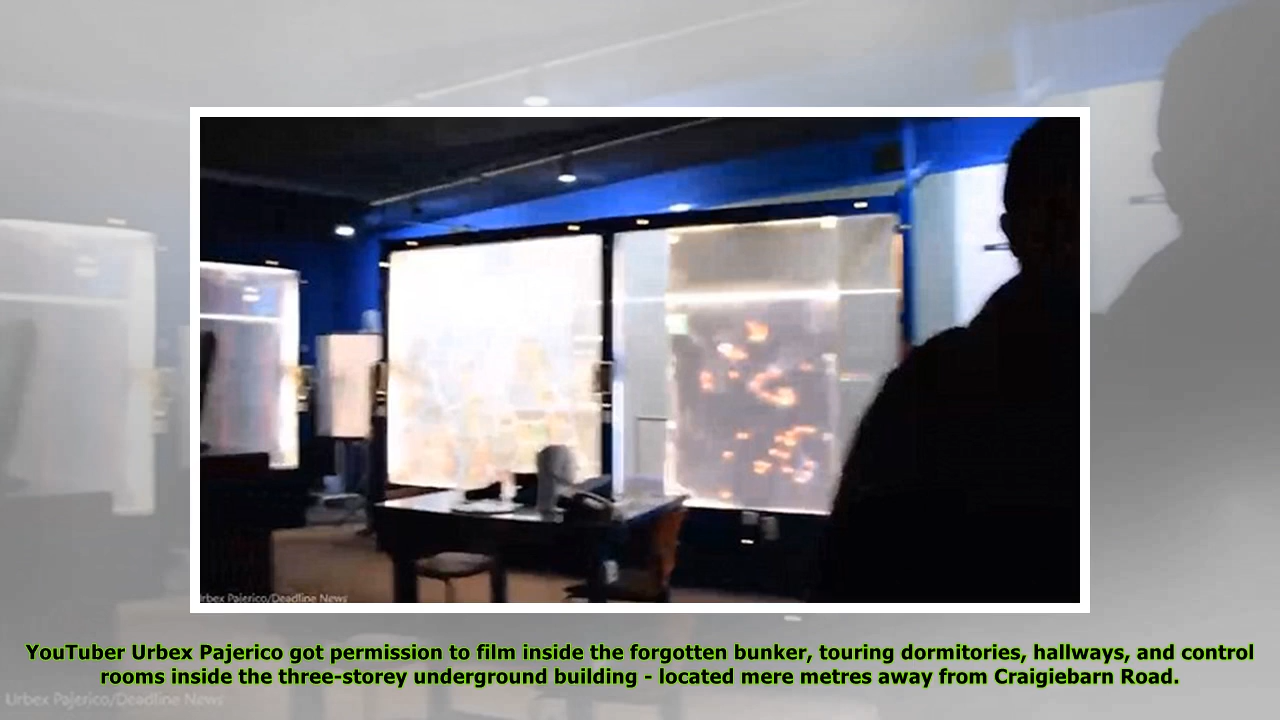 Urbex Pajerico/Deadline News
YouTuber Urbex Pajerico got permission to film inside the forgotten bunker, touring dormitories, hallways, and control
rooms inside the three-storey underground building - located mere metres away from Craigiebarn Road.
Urbex Pajerico/Deadline News